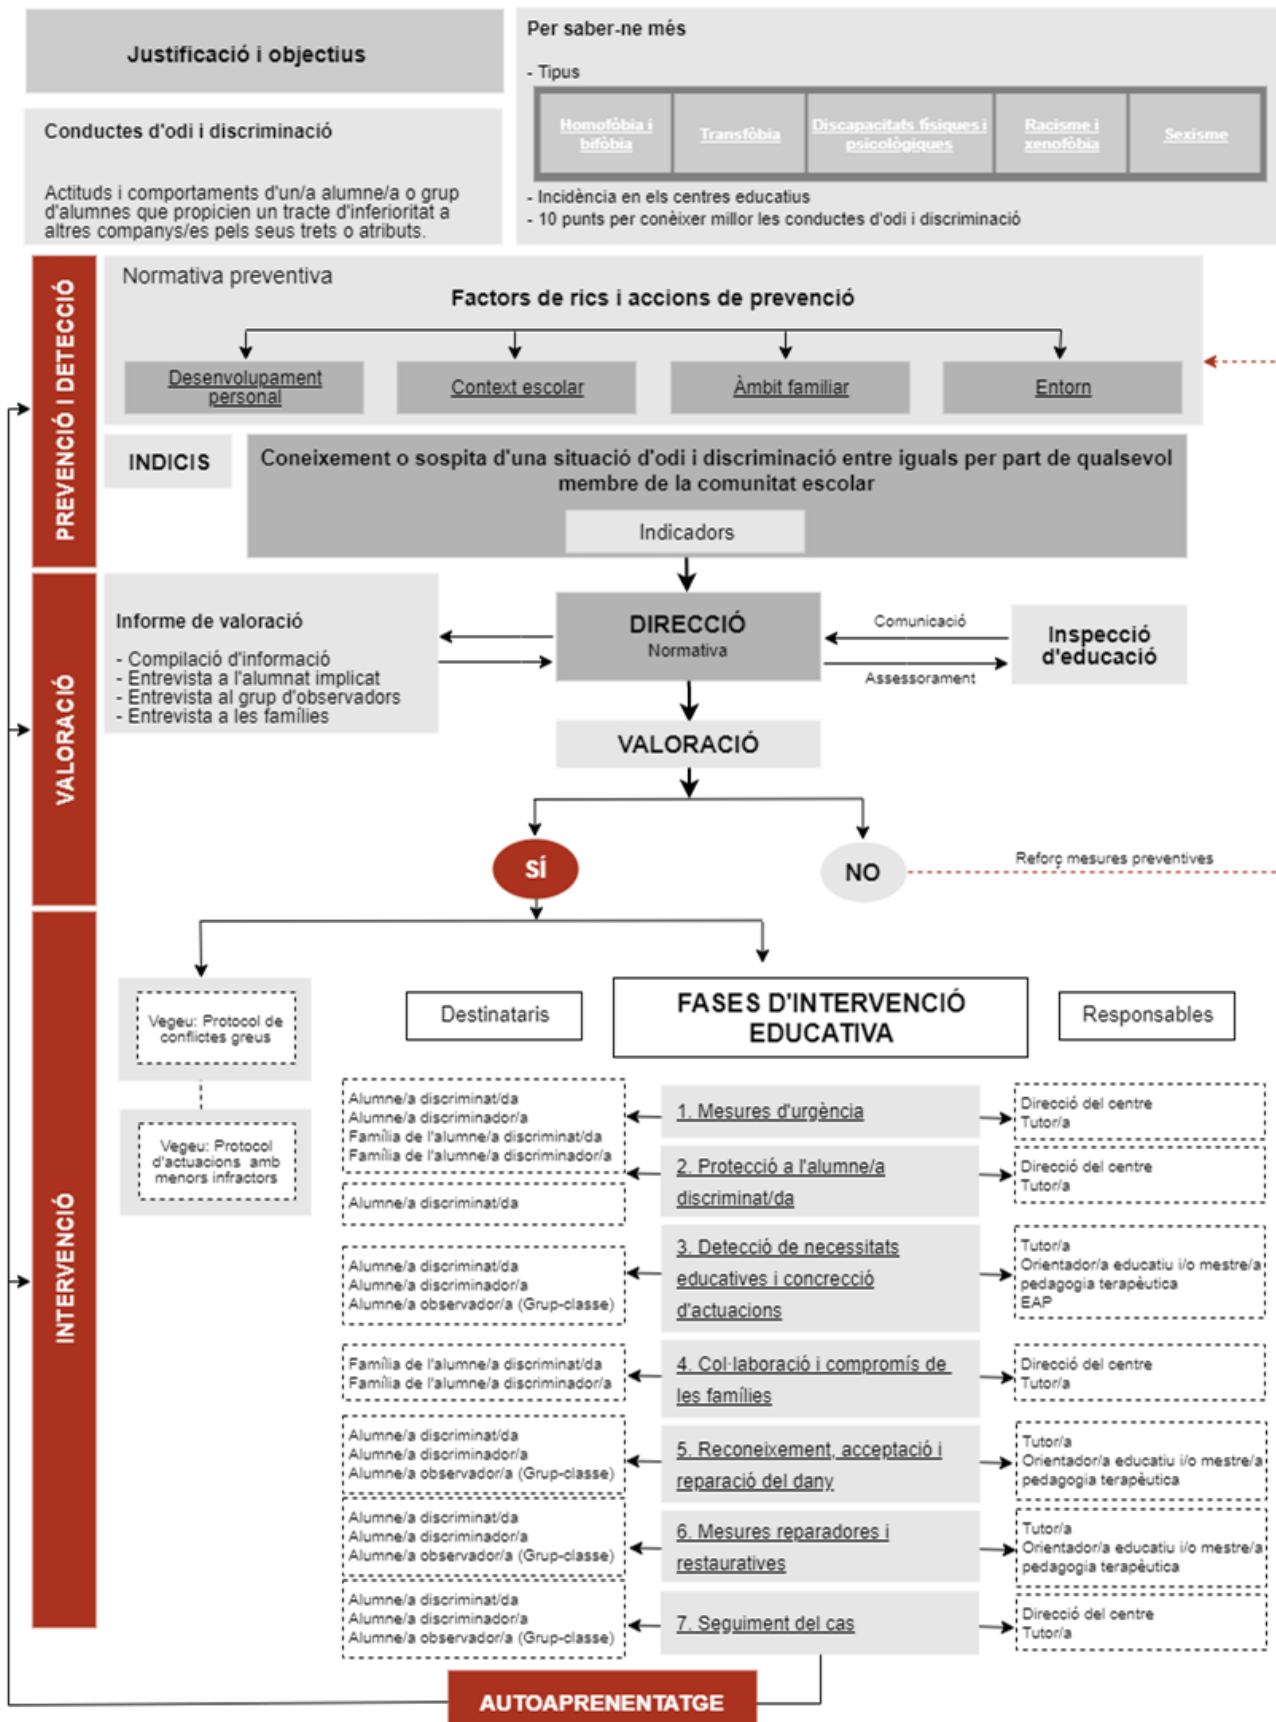 Justificació i objectius
Conductes d'odi i discriminació
Actituds i comportaments d'un/a alumne/a o grup
d'alumnes que propicien un tracte d'inferioritat a
altres companys/es pels seus trets o atributs.
Per saber-ne més
- Tipus
Homofòbia i
bifòbia
Transfòbia
Discapacitats físiques i
psicològiques
Racisme i
xenofòbia
Sexisme
- Incidència en els centres educatius
- 10 punts per conèixer millor les conductes d'odi i discriminació
PREVENCIÓ I DETECCIÓ
Normativa preventiva
Factors de rics i accions de prevenció
Desenvolupament
personal
Context escolar
Àmbit familiar
Entorn
INDICIS
Coneixement o sospita d'una situació d'odi i discriminació entre iguals per part de qualsevol
membre de la comunitat escolar
Indicadors
VALORACIÓ
Informe de valoració
- Compilació d'informació
- Entrevista a l'alumnat implicat
- Entrevista al grup d'observadors
- Entrevista a les famílies
DIRECCIÓ
Normativa
Comunicació
Assessorament
Inspecció
d'educació
VALORACIÓ
SÍ
NO
Reforç mesures preventives
INTERVENCIÓ
Vegeu: Protocol de
conflictes greus
Vegeu: Protocol
d'actuacions amb
menors infractors
Destinataris
FASES D'INTERVENCIÓ
EDUCATIVA
Responsables
Alumne/a discriminat/da
Alumne/a discriminador/a
Família de l'alumne/a discriminat/da
Família de l'alumne/a discriminador/a
1. Mesures d'urgència
Direcció del centre
Tutor/a
Alumne/a discriminat/da
2. Protecció a l'alumne/a
discriminat/da
Direcció del centre
Tutor/a
Alumne/a discriminat/da
Alumne/a discriminador/a
Alumne/a observador/a (Grup-classe)
3. Detecció de necessitats
educatives i concrecció
d'actuacions
Tutor/a
Orientador/a educatiu i/o mestre/a
pedagogia terapèutica
EAP
Família de l'alumne/a discriminat/da
Família de l'alumne/a discriminador/a
4. Col·laboració i compromís de
les famílies
Direcció del centre
Tutor/a
Alumne/a discriminat/da
Alumne/a discriminador/a
Alumne/a observador/a (Grup-classe)
5. Reconeixement, acceptació i
reparació del dany
Tutor/a
Orientador/a educatiu i/o mestre/a
pedagogia terapèutica
Alumne/a discriminat/da
Alumne/a discriminador/a
Alumne/a observador/a (Grup-classe)
6. Mesures reparadores i
restauratives
Tutor/a
Orientador/a educatiu i/o mestre/a
pedagogia terapèutica
Alumne/a discriminat/da
Alumne/a discriminador/a
Alumne/a observador/a (Grup-classe)
7. Seguiment del cas
Direcció del centre
Tutor/a
AUTOAPRENENTATGE